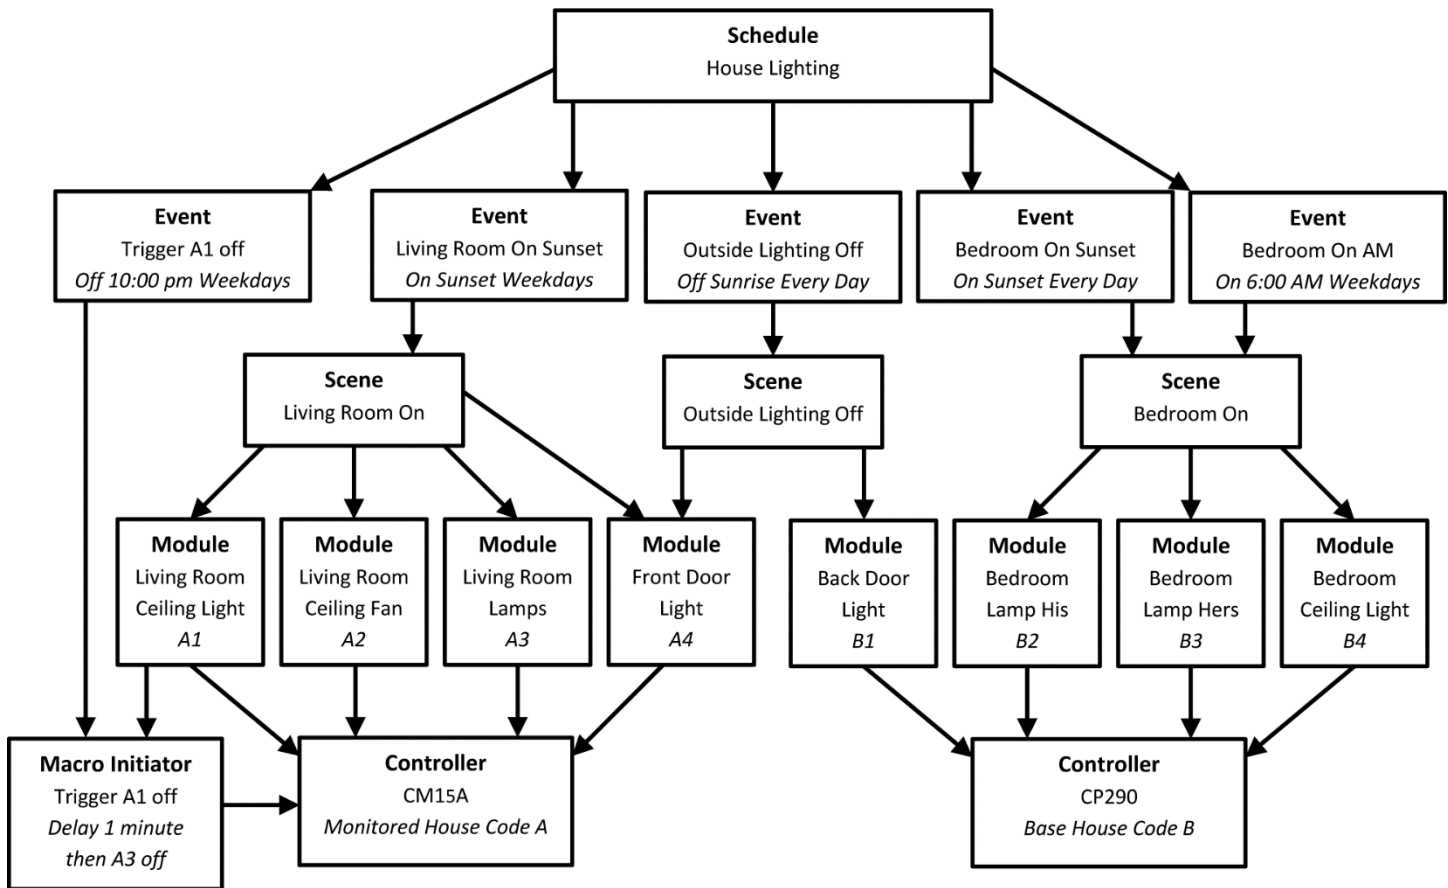 Schedule
House Lighting
Event
Trigger A1 off
Off 10:00 pm Weekdays
Event
Living Room On Sunset
On Sunset Weekdays
Event
Outside Lighting Off
Off Sunrise Every Day
Event
Bedroom On Sunset
On Sunset Every Day
Event
Bedroom On AM
On 6:00 AM Weekdays
Scene
Living Room On
Scene
Outside Lighting Off
Scene
Bedroom On
Module
Living Room
Ceiling Light
A1
Module
Living Room
Ceiling Fan
A2
Module
Living Room
Lamps
A3
Module
Front Door
Light
A4
Module
Back Door
Light
B1
Module
Bedroom
Lamp His
B2
Module
Bedroom
Lamp Hers
B3
Module
Bedroom
Ceiling Light
B4
Macro Initiator
Trigger A1 off
Delay 1 minute
then A3 off
Controller
CM15A
Monitored House Code A
Controller
CP290
Base House Code B